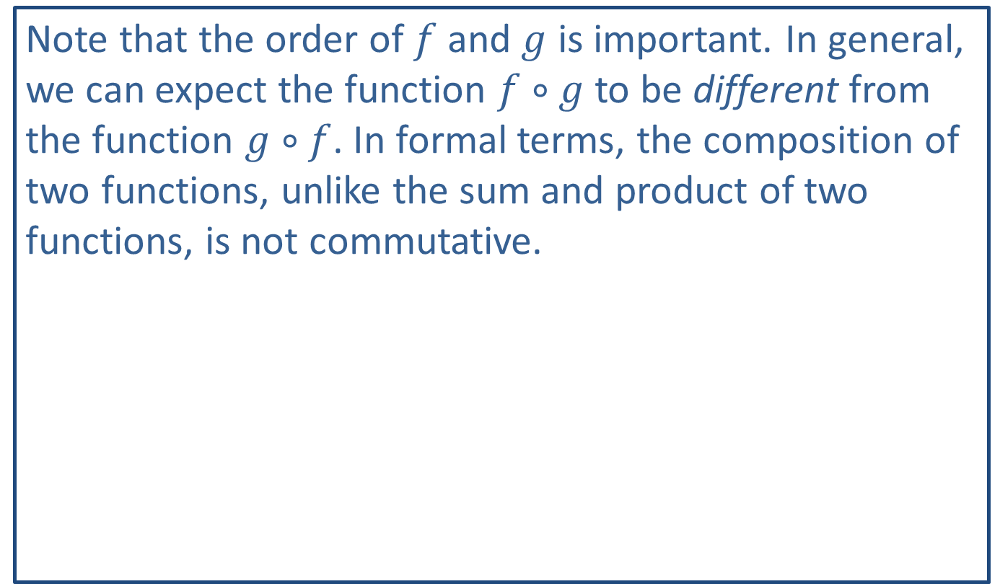 Note that the order of f and g is important. In general,
we can expect the function f ∘ g to be different from
the function g ∘ f. In formal terms, the composition of
two functions, unlike the sum and product of two
functions, is not commutative.